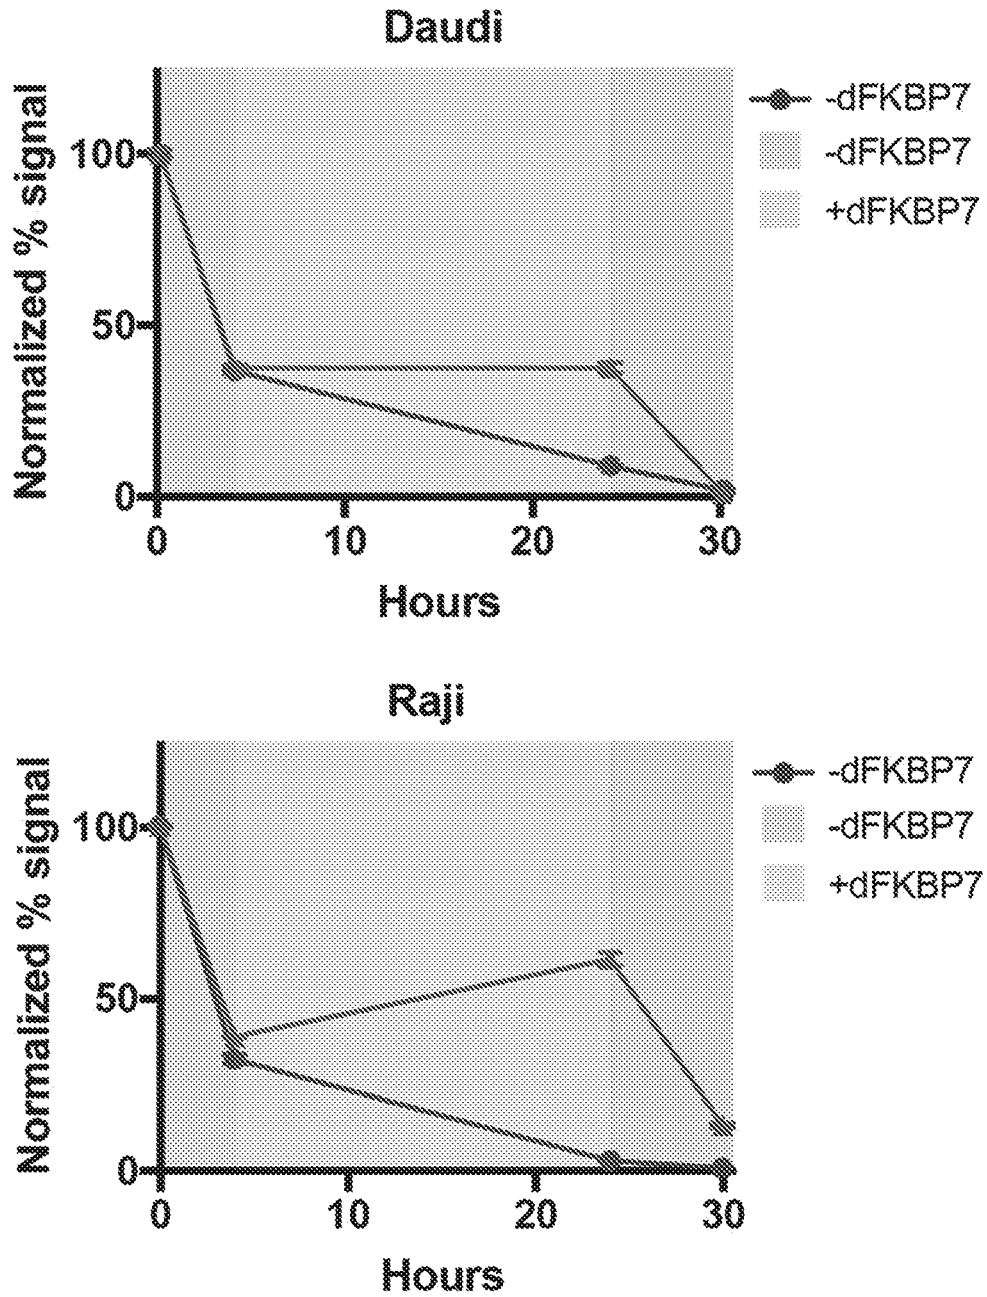 Daudi
Normalized % signal
100
50
0
0 10 20 30
Hours
-dFKBP7
-dFKBP7
+dFKBP7
Raji
Normalized % signal
100
50
0
0 10 20 30
Hours
-dFKBP7
-dFKBP7
+dFKBP7